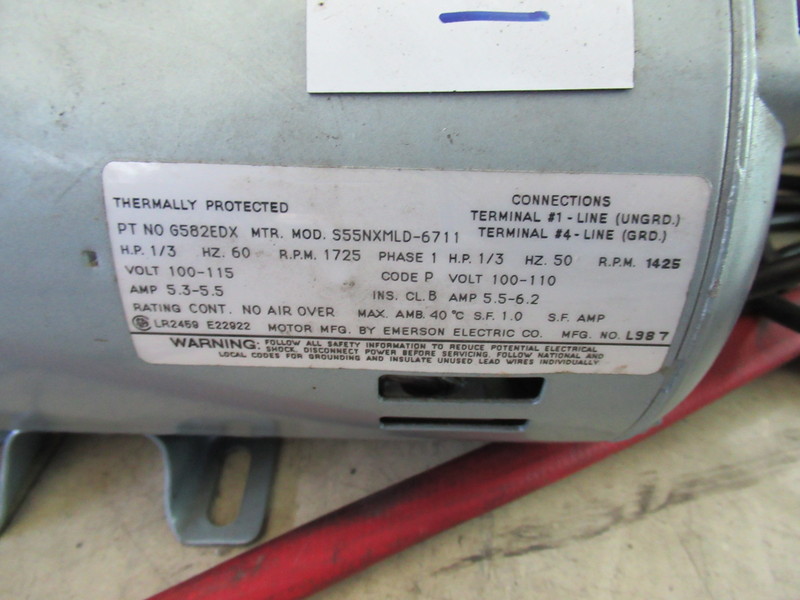 THERMALLY PROTECTED
CONNECTIONS
TERMINAL #1 - LINE (UNGRD.)
PT NO G582EDX MTR. MOD. S55NXMLD-6711 TERMINAL #4 - LINE (GRD.)
H.P. 1/3 HZ. 60 R.P.M. 1725 PHASE 1 H.P. 1/3 HZ. 50 R.P.M. 1425
VOLT 100-115 CODE P VOLT 100-110
AMP 5.3-5.5 INS. CL. B AMP 5.5-6.2
RATING CONT. NO AIR OVER MAX. AMB. 40 °C S.F. 1.0 S.F. AMP
LR2459 E22922 MOTOR MFG. BY EMERSON ELECTRIC CO. MFG. NO. L987
WARNING: FOLLOW ALL SAFETY INFORMATION TO REDUCE POTENTIAL ELECTRICAL
SHOCK. DISCONNECT POWER BEFORE SERVICING. FOLLOW NATIONAL AND
LOCAL CODES FOR GROUNDING AND INSULATE UNUSED LEAD WIRES INDIVIDUALLY